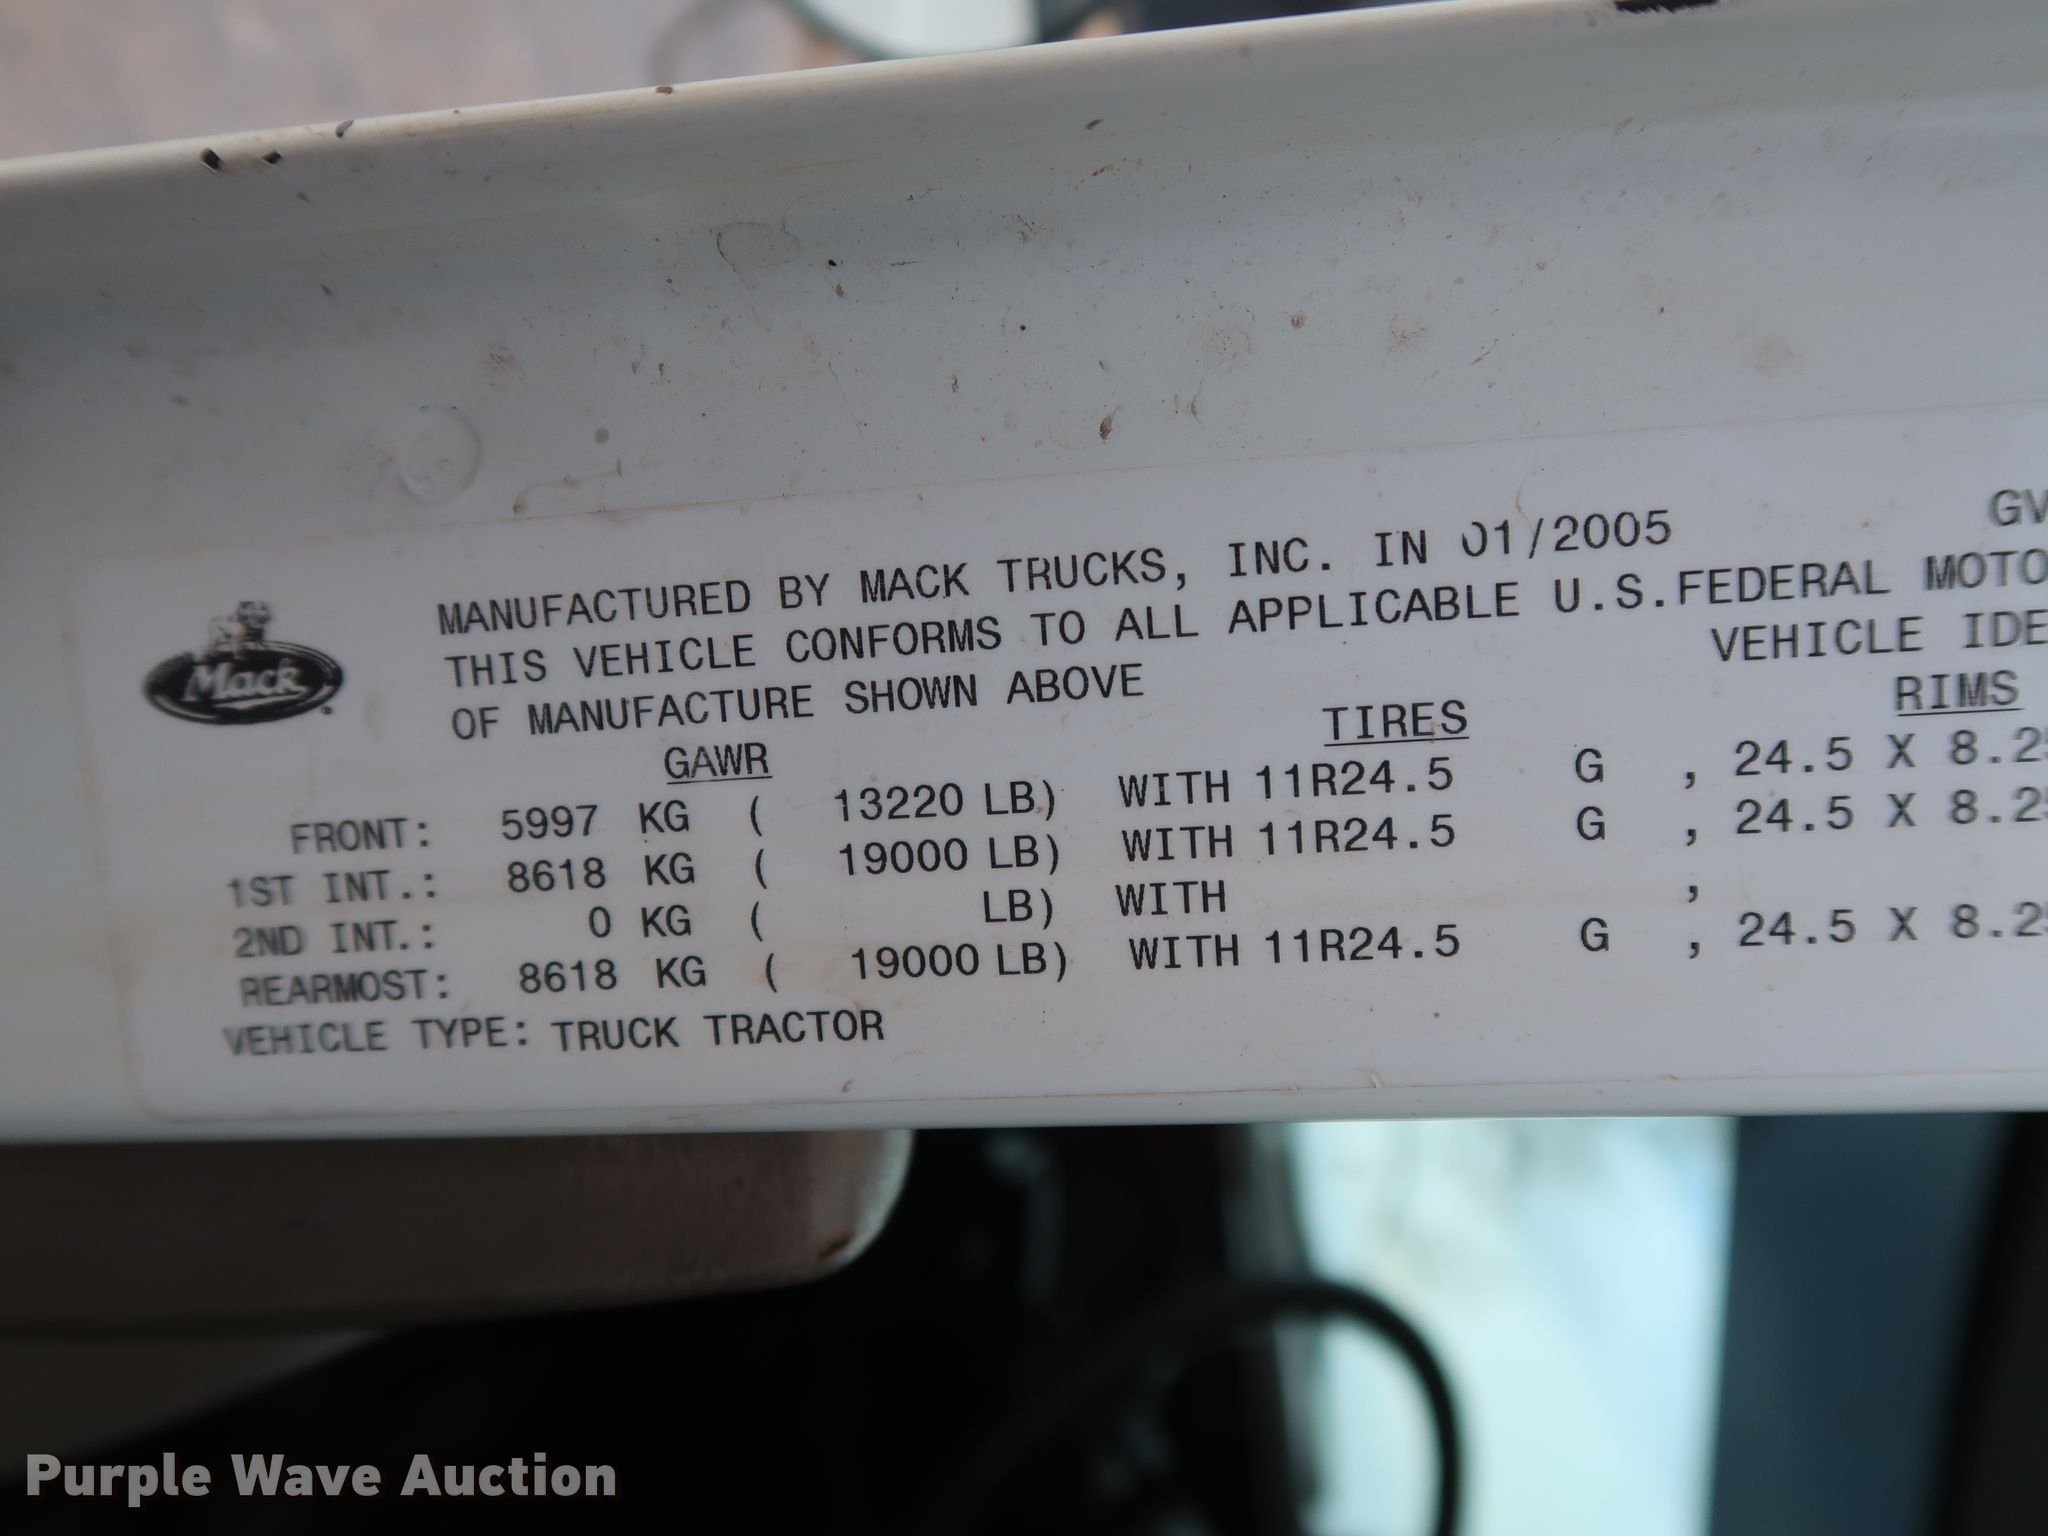 MANUFACTURED BY MACK TRUCKS, INC. IN 01/2005 GV
THIS VEHICLE CONFORMS TO ALL APPLICABLE U.S.FEDERAL MOTO
OF MANUFACTURE SHOWN ABOVE VEHICLE IDE
Mack
GAWR TIRES RIMS
FRONT: 5997 KG ( 13220 LB) WITH 11R24.5 G , 24.5 X 8.2
1ST INT.: 8618 KG ( 19000 LB) WITH 11R24.5 G , 24.5 X 8.2
2ND INT.: 0 KG ( LB) WITH ,
REARMOST: 8618 KG ( 19000 LB) WITH 11R24.5 G , 24.5 X 8.2
VEHICLE TYPE: TRUCK TRACTOR
Purple Wave Auction